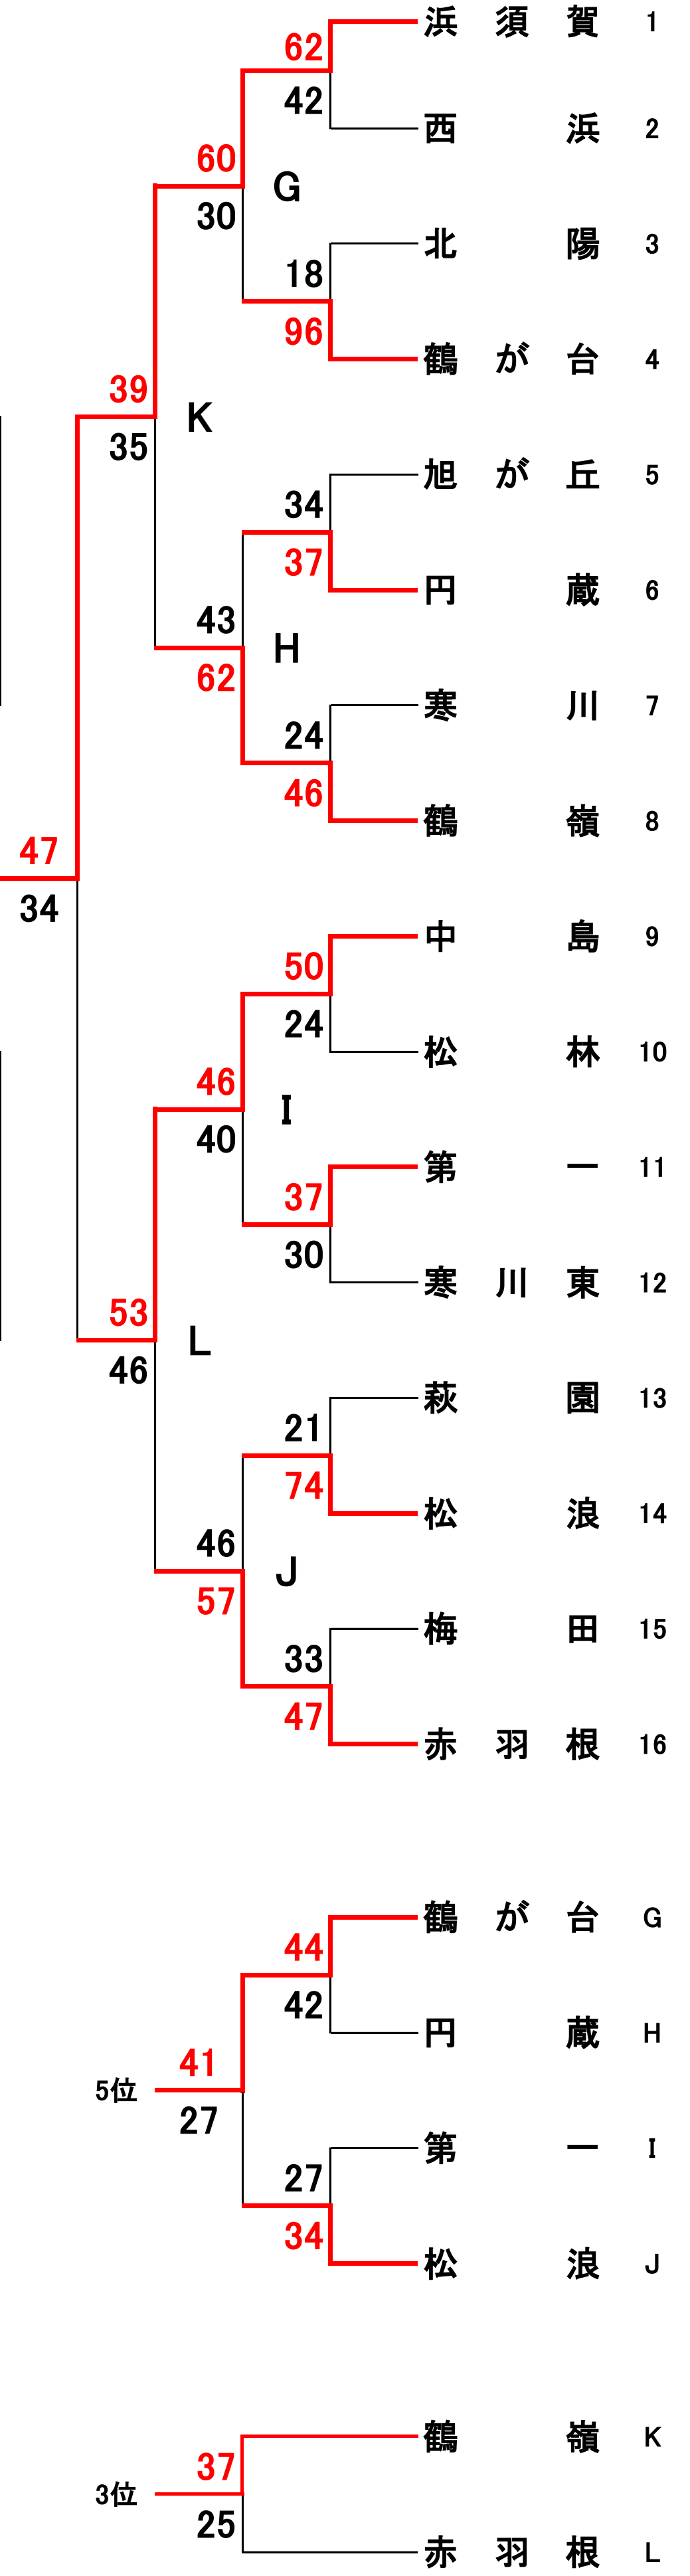 62 浜須賀 1
42 西浜 2
60
G
30
18 北陽 3
96 鶴が台 4
39
K
35
34 旭が丘 5
37 円蔵 6
43
H
62
24 寒川 7
46 鶴嶺 8
47
34
50 中島 9
24 松林 10
46
I
40
37 第一 11
30 寒川東 12
53
L
46
21 萩園 13
74 松浪 14
46
J
57
33 梅田 15
47 赤羽根 16
44 鶴が台 G
42 円蔵 H
5位 41
27
27 第一 I
34 松浪 J
37 鶴嶺 K
3位
25 赤羽根 L